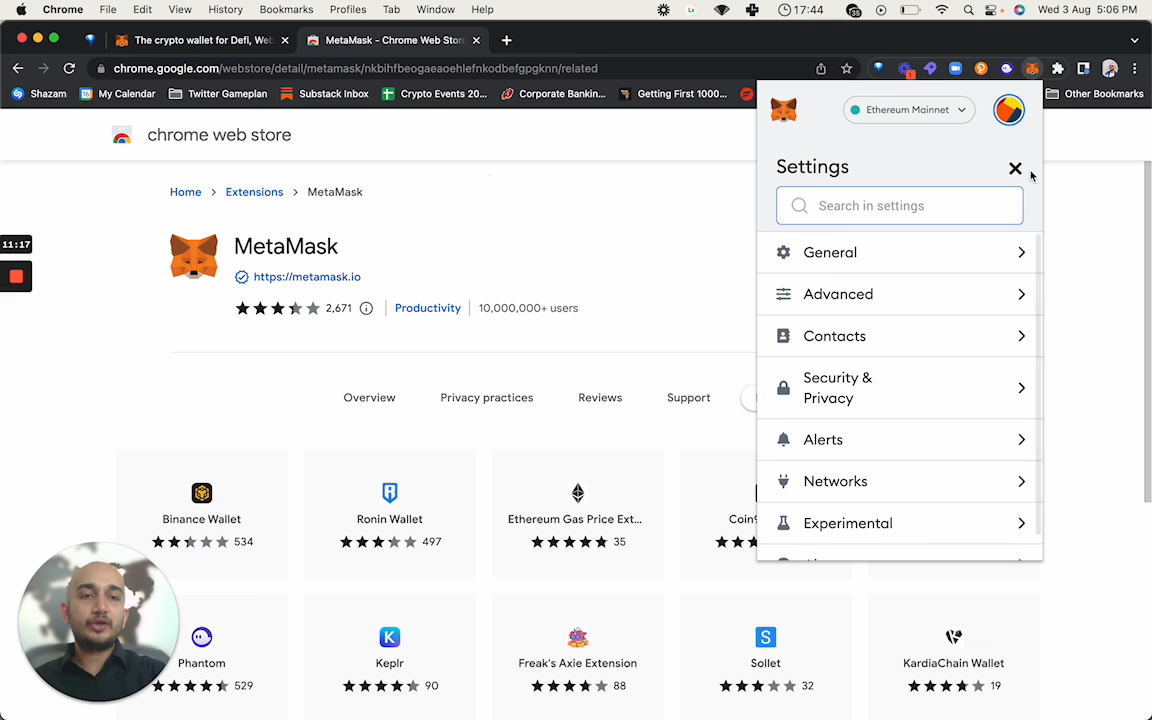 Chrome File Edit View History Bookmarks Profiles Tab Window Help 17:44 Wed 3 Aug 5:06 PM
The crypto wallet for Defi, Web
MetaMask - Chrome Web Store
chrome.google.com/webstore/detail/metamask/nkbihfbeogaeaoehlefnkodbefgpgknn/related
Shazam My Calendar Twitter Gameplan Substack Inbox Crypto Events 20... Corporate Bankin... Getting First 1000... Other Bookmarks
Ethereum Mainnet
chrome web store
Settings
Search in settings
Home > Extensions > MetaMask
11:17
MetaMask
https://metamask.io
2,671 Productivity 10,000,000+ users
General
Advanced
Contacts
Security &
Privacy
Alerts
Networks
Experimental
Overview Privacy practices Reviews Support
Binance Wallet
534
Ronin Wallet
497
Ethereum Gas Price Ext...
35
Phantom
529
Keplr
90
Freak's Axie Extension
88
Sollet
32
KardiaChain Wallet
19